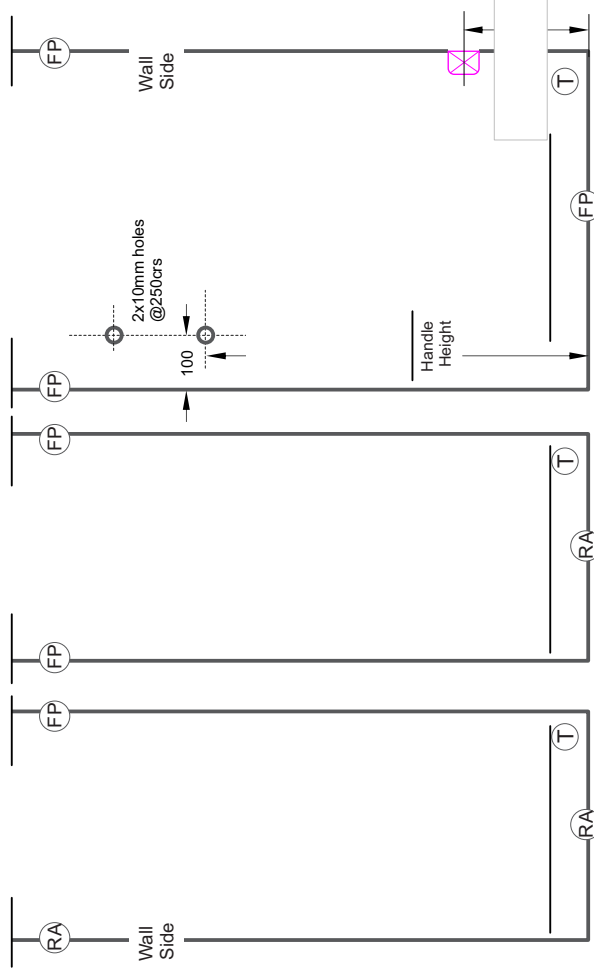 RA
FP
FP
FP
FP
FP
Wall
Side
2x10mm holes
@250crs
Wall
Side
100
Handle
Height
T
T
T
RA
RA
FP